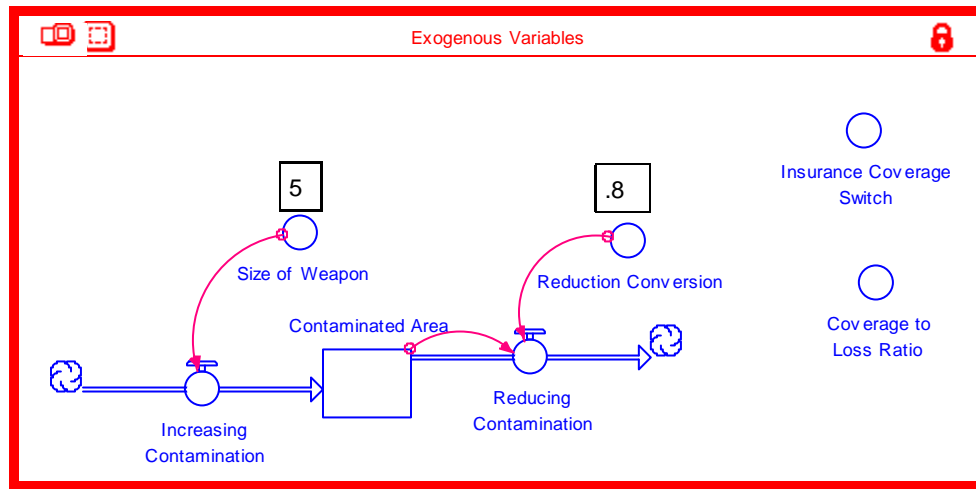 Exogenous Variables
Insurance Coverage
Switch
5
.8
Size of Weapon
Reduction Conversion
Contaminated Area
Coverage to
Loss Ratio
Increasing
Contamination
Reducing
Contamination